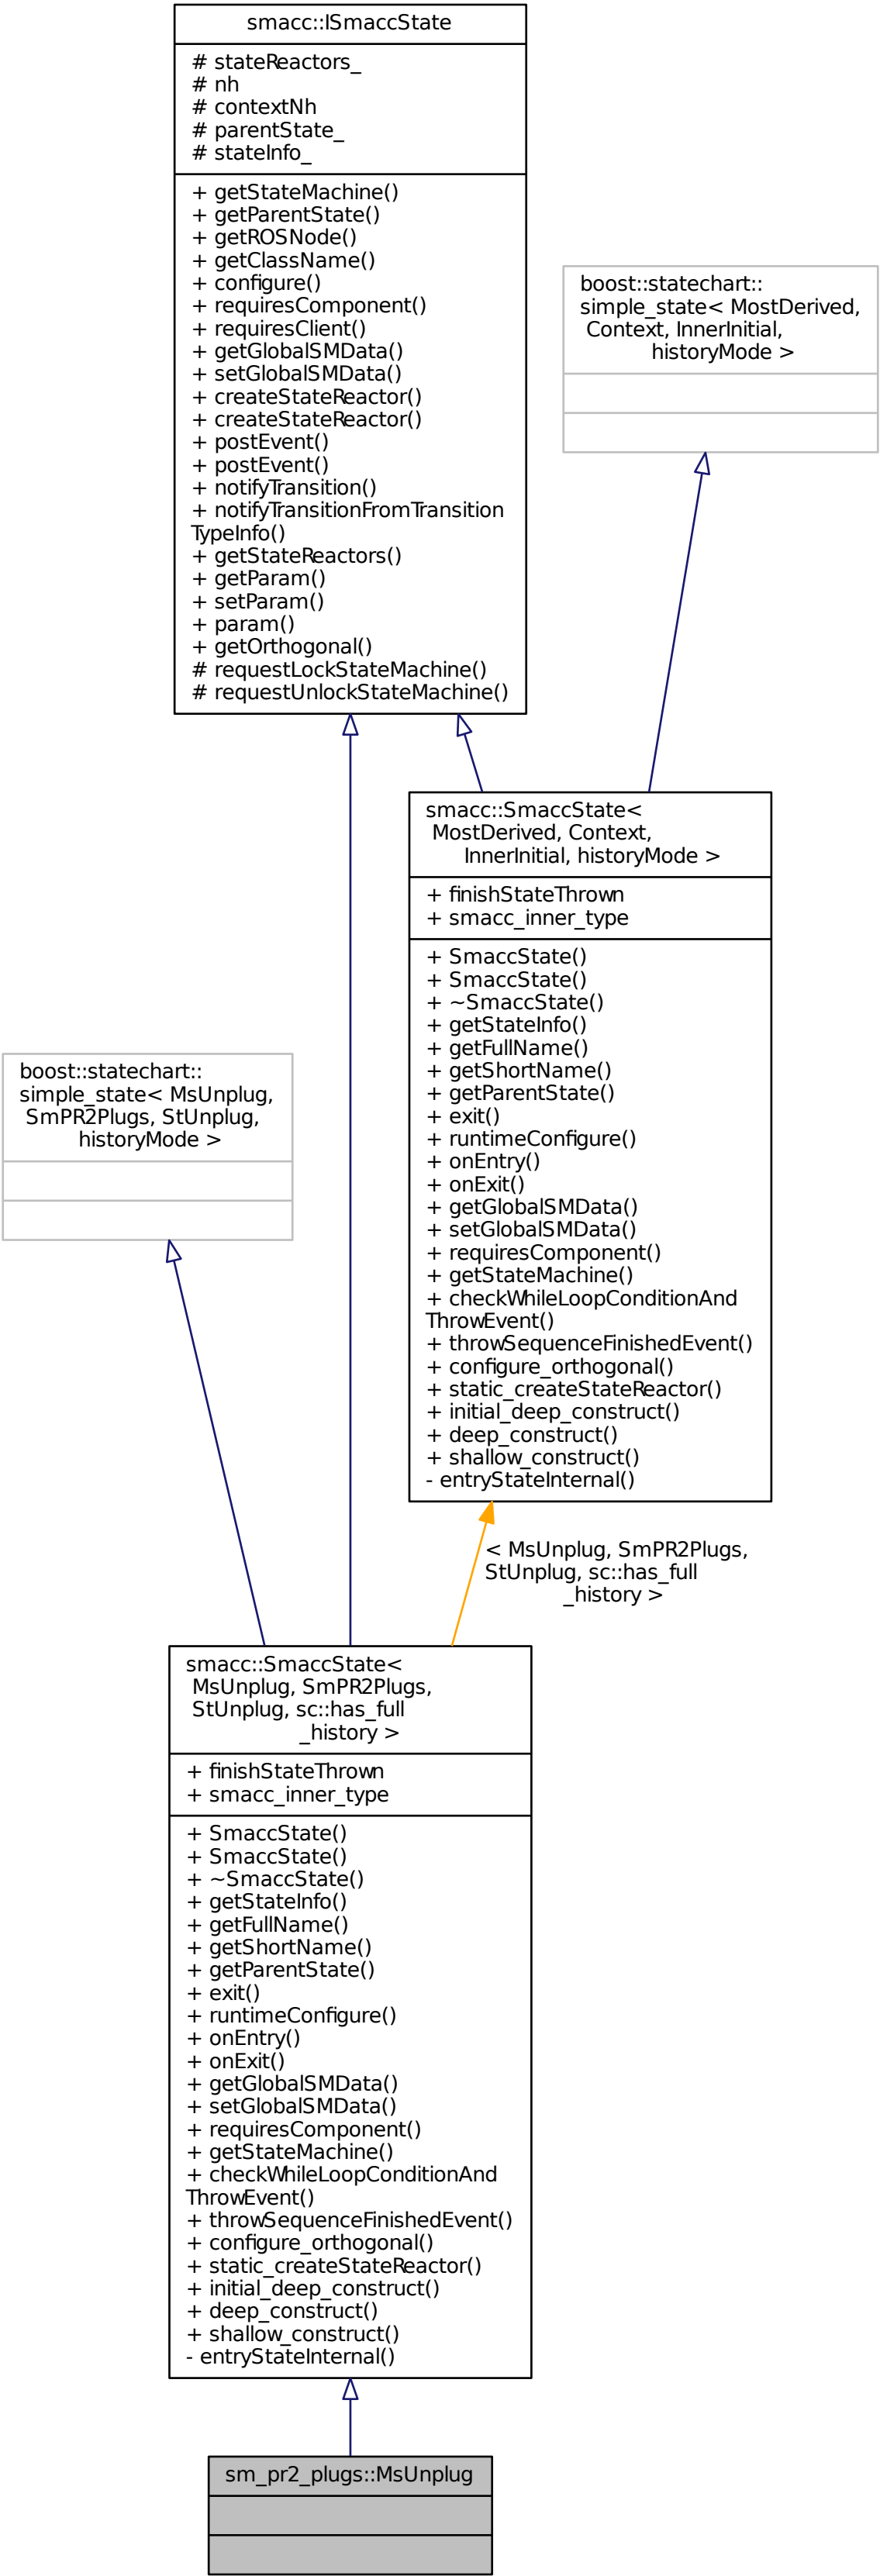 smacc::ISmaccState
# stateReactors_
# nh
# contextNh
# parentState_
# stateInfo_
+ getStateMachine()
+ getParentState()
+ getROSNode()
+ getClassName()
+ configure()
+ requiresComponent()
+ requiresClient()
+ getGlobalSMData()
+ setGlobalSMData()
+ createStateReactor()
+ createStateReactor()
+ postEvent()
+ postEvent()
+ notifyTransition()
+ notifyTransitionFromTransition
TypeInfo()
+ getStateReactors()
+ getParam()
+ setParam()
+ param()
+ getOrthogonal()
# requestLockStateMachine()
# requestUnlockStateMachine()
boost::statechart::
simple_state< MostDerived,
Context, InnerInitial,
historyMode >
smacc::SmaccState<
MostDerived, Context,
InnerInitial, historyMode >
+ finishStateThrown
+ smacc_inner_type
+ SmaccState()
+ SmaccState()
+ ~SmaccState()
+ getStateInfo()
+ getFullName()
+ getShortName()
+ getParentState()
+ exit()
+ runtimeConfigure()
+ onEntry()
+ onExit()
+ getGlobalSMData()
+ setGlobalSMData()
+ requiresComponent()
+ getStateMachine()
+ checkWhileLoopConditionAnd
ThrowEvent()
+ throwSequenceFinishedEvent()
+ configure_orthogonal()
+ static_createStateReactor()
+ initial_deep_construct()
+ deep_construct()
+ shallow_construct()
- entryStateInternal()
boost::statechart::
simple_state< MsUnplug,
SmPR2Plugs, StUnplug,
historyMode >
< MsUnplug, SmPR2Plugs,
StUnplug, sc::has_full
_history >
smacc::SmaccState<
MsUnplug, SmPR2Plugs,
StUnplug, sc::has_full
_history >
+ finishStateThrown
+ smacc_inner_type
+ SmaccState()
+ SmaccState()
+ ~SmaccState()
+ getStateInfo()
+ getFullName()
+ getShortName()
+ getParentState()
+ exit()
+ runtimeConfigure()
+ onEntry()
+ onExit()
+ getGlobalSMData()
+ setGlobalSMData()
+ requiresComponent()
+ getStateMachine()
+ checkWhileLoopConditionAnd
ThrowEvent()
+ throwSequenceFinishedEvent()
+ configure_orthogonal()
+ static_createStateReactor()
+ initial_deep_construct()
+ deep_construct()
+ shallow_construct()
- entryStateInternal()
sm_pr2_plugs::MsUnplug